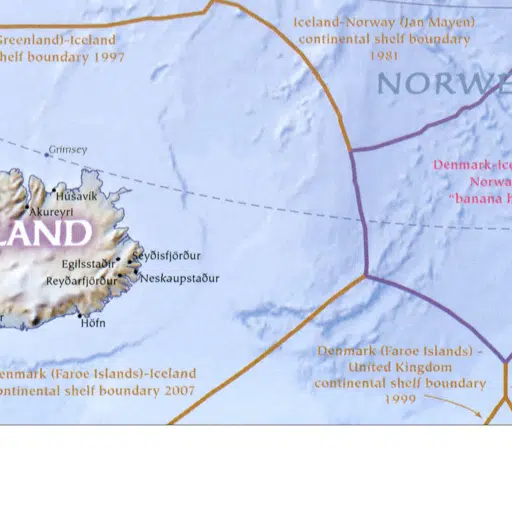 Greenland)-Iceland
shelf boundary 1997
Iceland-Norway (Jan Mayen)
continental shelf boundary
1981
NORWE
Grímsey
Denmark-Ice
Norwa
"banana h
Húsavík
Akureyri
LAND
Seyðisfjörður
Egilsstaðir
Reyðarfjörður
Neskaupstaður
Höfn
Denmark (Faroe Islands)-Iceland
continental shelf boundary 2007
Denmark (Faroe Islands) -
United Kingdom
continental shelf boundary
1999